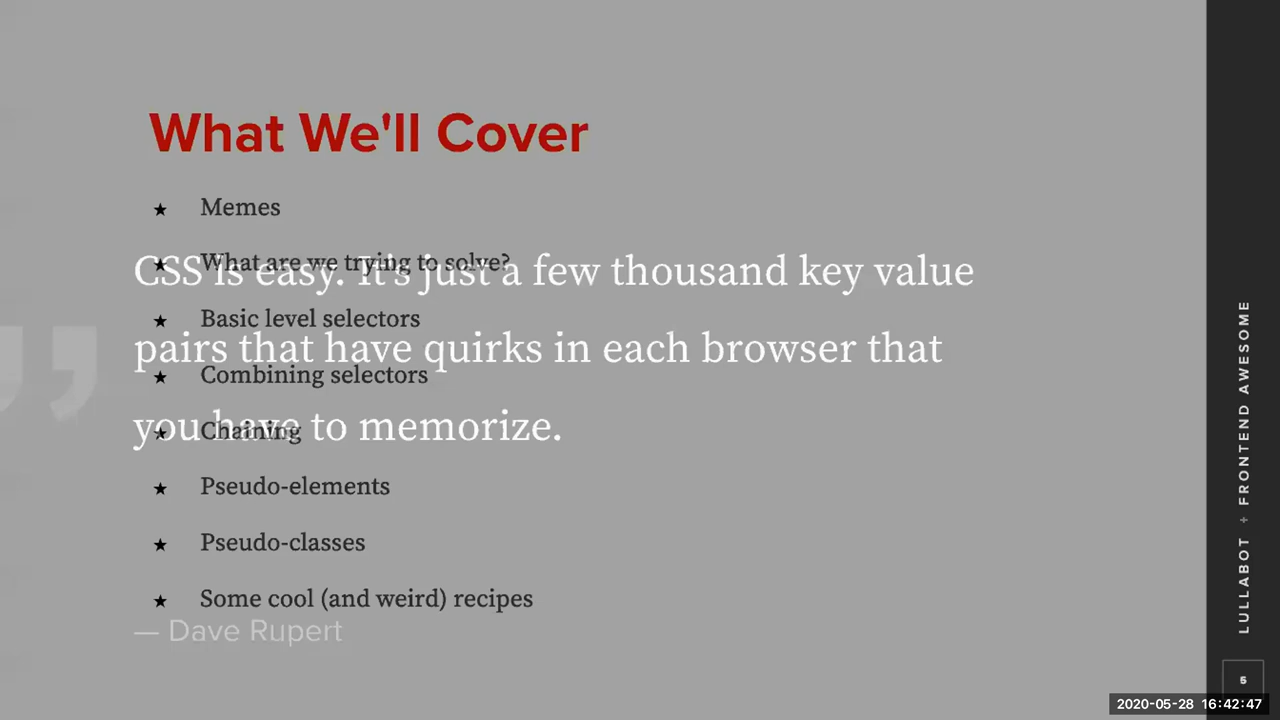 What We'll Cover
★ Memes
★ What are we trying to solve?
★ Basic level selectors
★ Combining selectors
★ Chaining
★ Pseudo-elements
★ Pseudo-classes
★ Some cool (and weird) recipes
CSS is easy. It's just a few thousand key value
pairs that have quirks in each browser that
you have to memorize.
— Dave Rupert
LULLABOT + FRONTEND AWESOME
5
2020-05-28 16:42:47